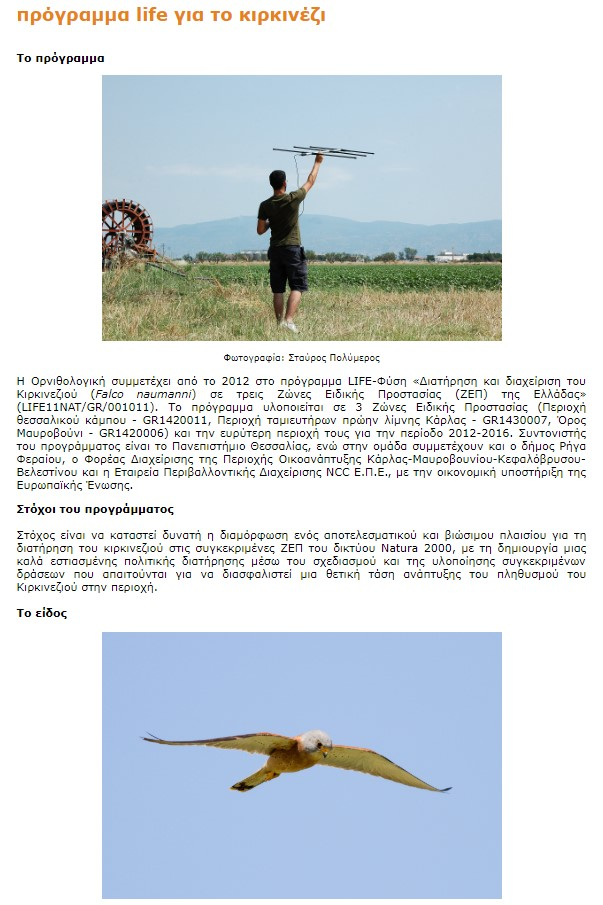 πρόγραμμα life για το κιρκινέζι
Το πρόγραμμα
Φωτογραφία: Σταύρος Πολύμερος
Η Ορνιθολογική συμμετέχει από το 2012 στο πρόγραμμα LIFE-Φύση «Διατήρηση και διαχείριση του
Κιρκινεζιού (Falco naumanni) σε τρεις Ζώνες Ειδικής Προστασίας (ΖΕΠ) της Ελλάδας»
(LIFE11NAT/GR/001011). Το πρόγραμμα υλοποιείται σε 3 Ζώνες Ειδικής Προστασίας (Περιοχή
θεσσαλικού κάμπου - GR1420011, Περιοχή ταμιευτήρων πρώην λίμνης Κάρλας - GR1430007, Όρος
Μαυροβούνι - GR1420006) και την ευρύτερη περιοχή τους για την περίοδο 2012-2016. Συντονιστής
του προγράμματος είναι το Πανεπιστήμιο Θεσσαλίας, ενώ στην ομάδα συμμετέχουν και ο δήμος Ρήγα
Φεραίου, ο Φορέας Διαχείρισης της Περιοχής Οικοανάπτυξης Κάρλας-Μαυροβουνίου-Κεφαλόβρυσου-
Βελεστίνου και η Εταιρεία Περιβαλλοντικής Διαχείρισης NCC Ε.Π.Ε., με την οικονομική υποστήριξη της
Ευρωπαϊκής Ένωσης.
Στόχοι του προγράμματος
Στόχος είναι να καταστεί δυνατή η διαμόρφωση ενός αποτελεσματικού και βιώσιμου πλαισίου για τη
διατήρηση του κιρκινεζιού στις συγκεκριμένες ΖΕΠ του δικτύου Natura 2000, με τη δημιουργία μιας
καλά εστιασμένης πολιτικής διατήρησης μέσω του σχεδιασμού και της υλοποίησης συγκεκριμένων
δράσεων που απαιτούνται για να διασφαλιστεί μια θετική τάση ανάπτυξης του πληθυσμού του
Κιρκινεζιού στην περιοχή.
Το είδος